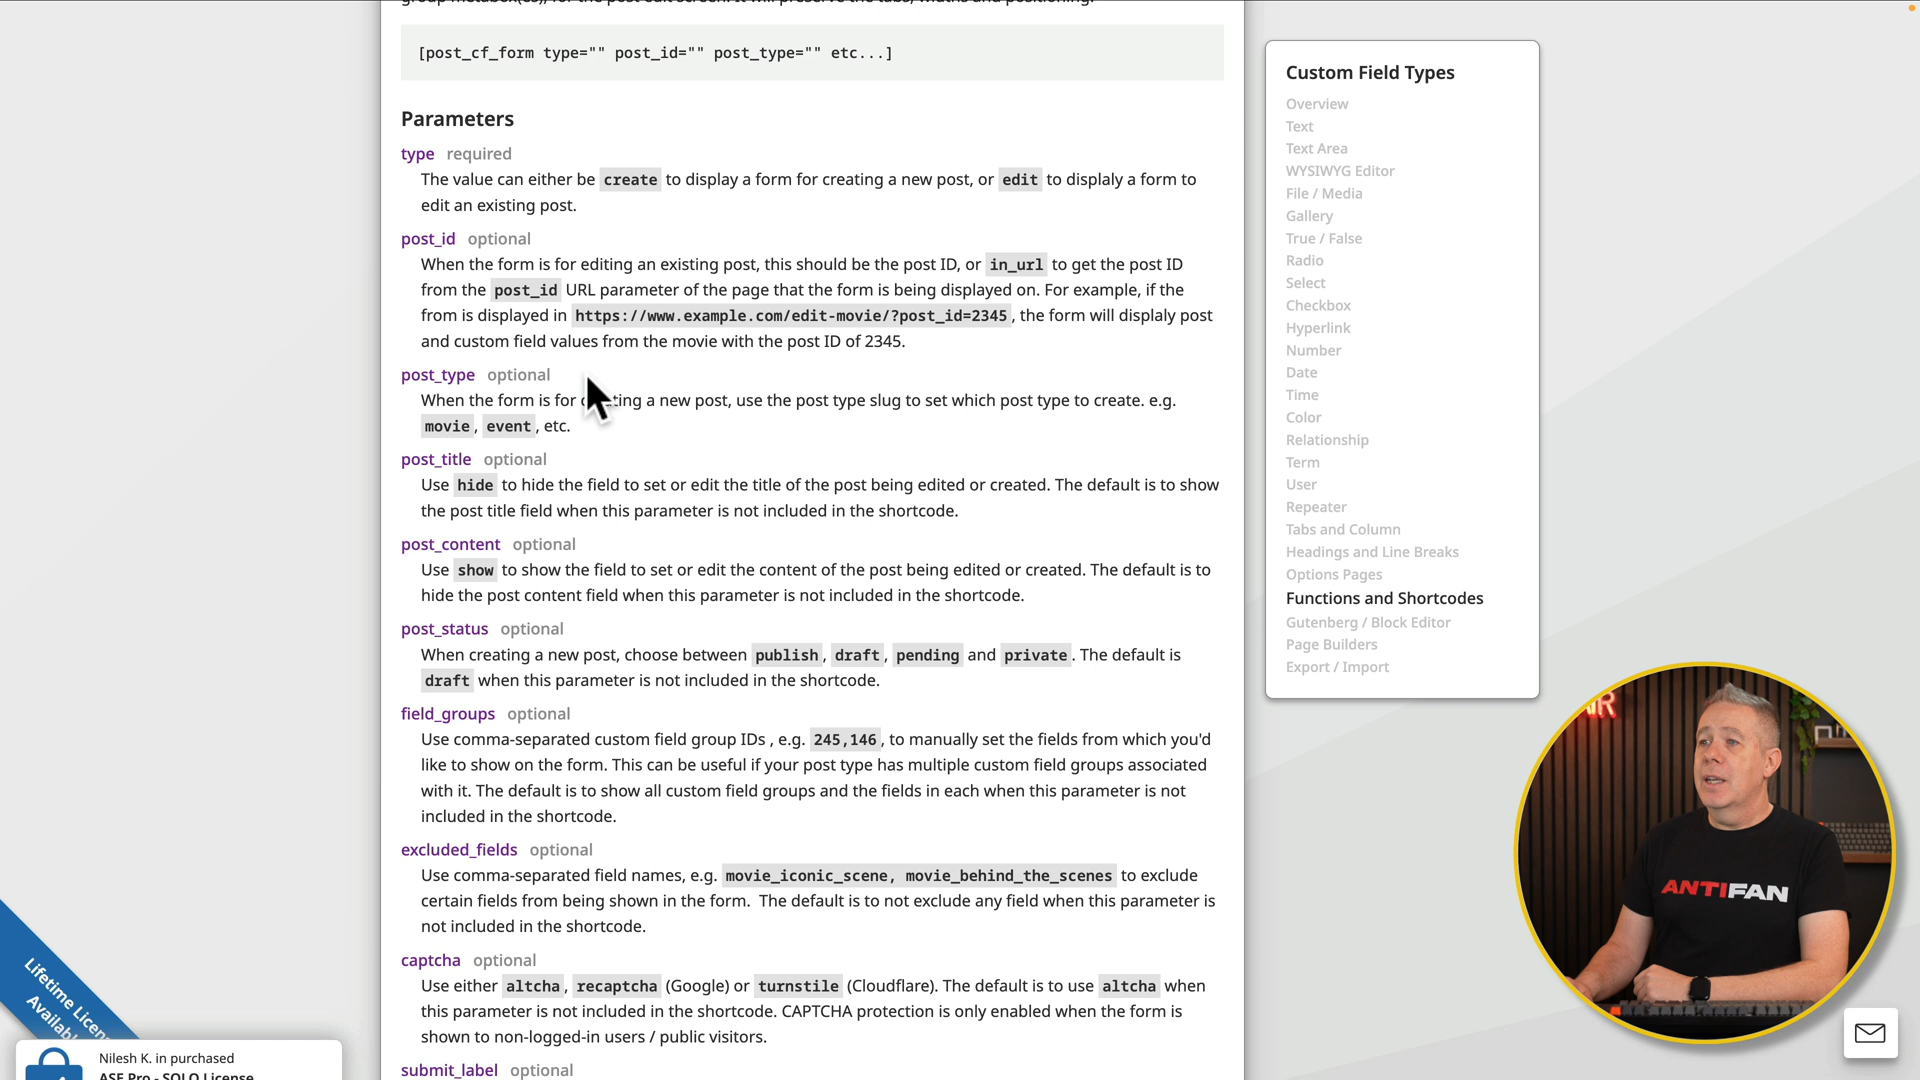 [post_cf_form type="" post_id="" post_type="" etc...]
Parameters
type required
The value can either be create to display a form for creating a new post, or edit to displaly a form to
edit an existing post.
post_id optional
When the form is for editing an existing post, this should be the post ID, or in_url to get the post ID
from the post_id URL parameter of the page that the form is being displayed on. For example, if the
from is displayed in https://www.example.com/edit-movie/?post_id=2345, the form will displaly post
and custom field values from the movie with the post ID of 2345.
post_type optional
When the form is for creating a new post, use the post type slug to set which post type to create. e.g.
movie, event, etc.
post_title optional
Use hide to hide the field to set or edit the title of the post being edited or created. The default is to show
the post title field when this parameter is not included in the shortcode.
post_content optional
Use show to show the field to set or edit the content of the post being edited or created. The default is to
hide the post content field when this parameter is not included in the shortcode.
post_status optional
When creating a new post, choose between publish, draft, pending and private. The default is
draft when this parameter is not included in the shortcode.
field_groups optional
Use comma-separated custom field group IDs , e.g. 245,146, to manually set the fields from which you'd
like to show on the form. This can be useful if your post type has multiple custom field groups associated
with it. The default is to show all custom field groups and the fields in each when this parameter is not
included in the shortcode.
excluded_fields optional
Use comma-separated field names, e.g. movie_iconic_scene, movie_behind_the_scenes to exclude
certain fields from being shown in the form. The default is to not exclude any field when this parameter is
not included in the shortcode.
captcha optional
Use either altcha, recaptcha (Google) or turnstile (Cloudflare). The default is to use altcha when
this parameter is not included in the shortcode. CAPTCHA protection is only enabled when the form is
shown to non-logged-in users / public visitors.
submit_label optional
Custom Field Types
Overview
Text
Text Area
WYSIWYG Editor
File / Media
Gallery
True / False
Radio
Select
Checkbox
Hyperlink
Number
Date
Time
Color
Relationship
Term
User
Repeater
Tabs and Column
Headings and Line Breaks
Options Pages
Functions and Shortcodes
Gutenberg / Block Editor
Page Builders
Export / Import
Lifetime
Nilesh K. in purchased
ASE Pro - SOLO License
ANTIFAN